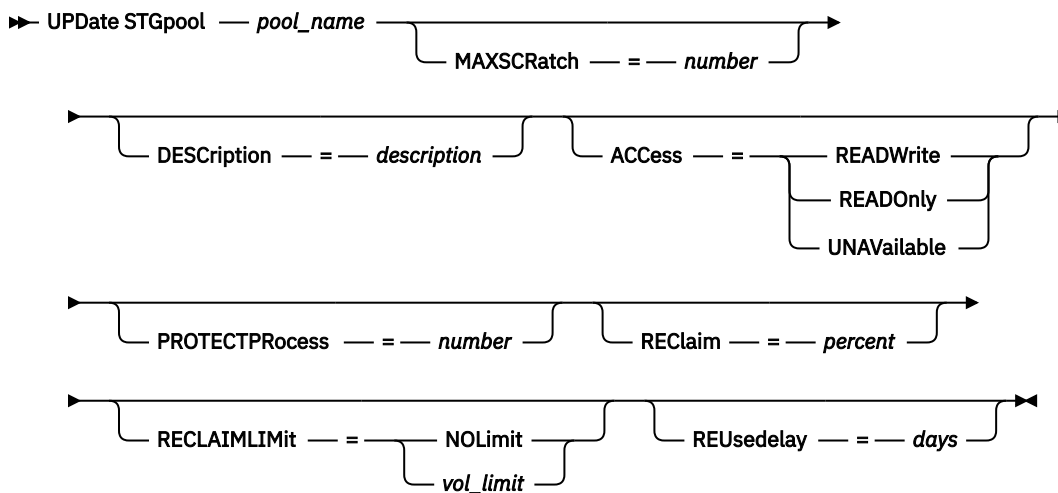 UPDate STGpool pool_name
MAXSCRatch = number
DESCription = description ACCess = READWrite
READOnly
UNAVailable
PROTECTPRocess = number REClaim = percent
RECLAIMLIMit = NOLimit REUsedelay = days
vol_limit